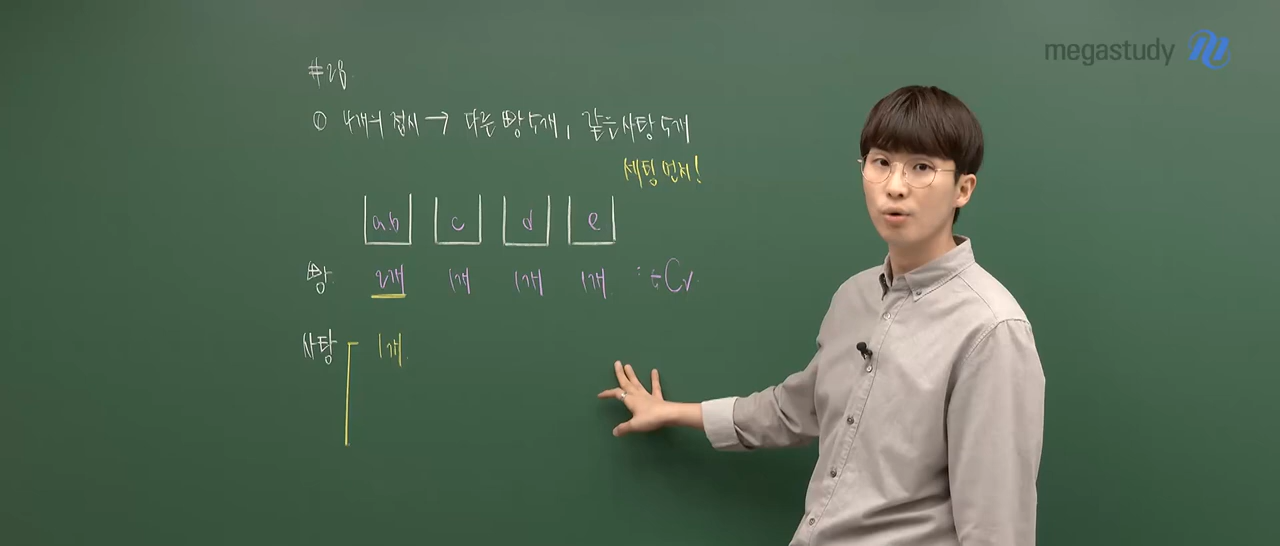 megastudy
#28.
① 4개의 접시 → 다른 빵 5개, 같은 사탕 5개
세팅 먼저!
a.b c d e
빵 2개 1개 1개 1개 : ₅C₂
사탕 1개.